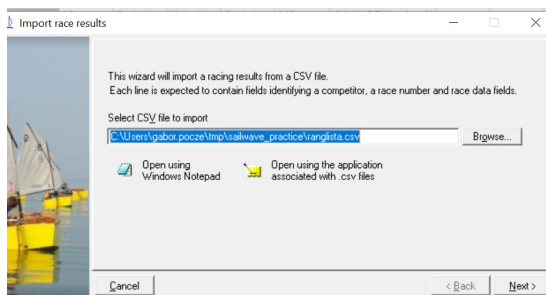 Import race results
This wizard will import a racing results from a CSV file.
Each line is expected to contain fields identifying a competitor, a race number and race data fields.
Select CSV file to import
C:\Users\gabor.pocze\tmp\sailwave_practice\ranglista.csv
Browse...
Open using
Windows Notepad
Open using the application
associated with .csv files
Cancel
< Back
Next >